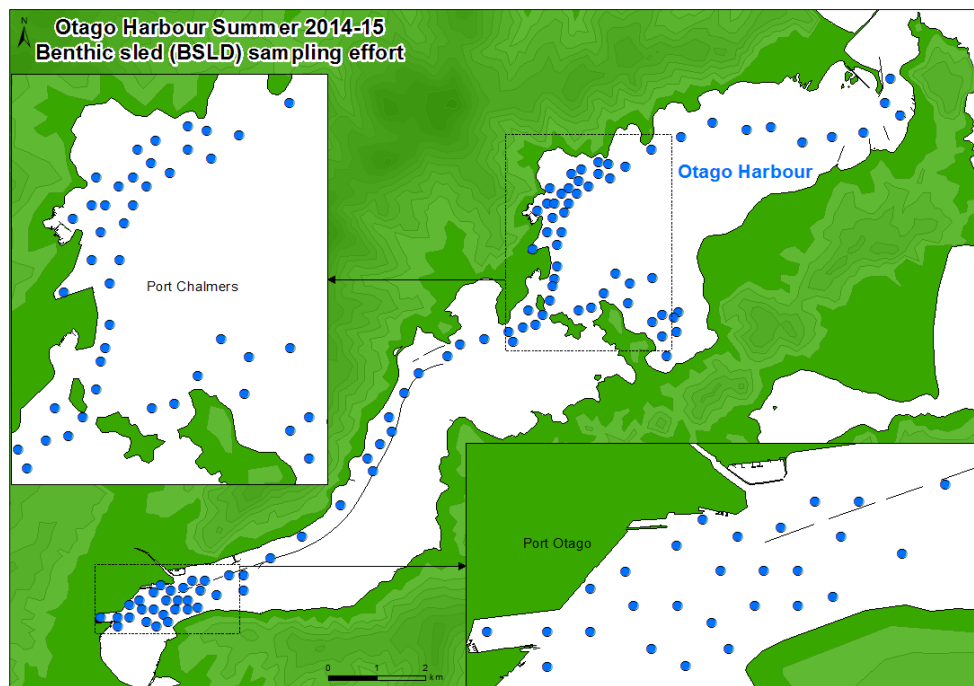 N
Otago Harbour Summer 2014-15
Benthic sled (BSLD) sampling effort
Otago Harbour
Port Chalmers
Port Otago
0 1 2
km